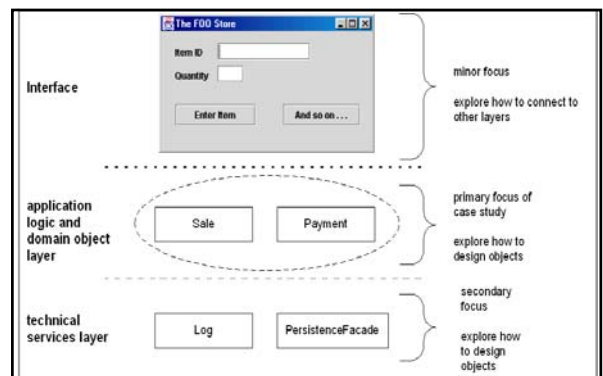 The FOO Store
Item ID
Quantity
Enter Item
And so on . . .
Interface
minor focus
explore how to connect to
other layers
application
logic and
domain object
layer
Sale
Payment
primary focus of
case study
explore how to
design objects
technical
services layer
Log
PersistenceFacade
secondary
focus
explore how
to design
objects